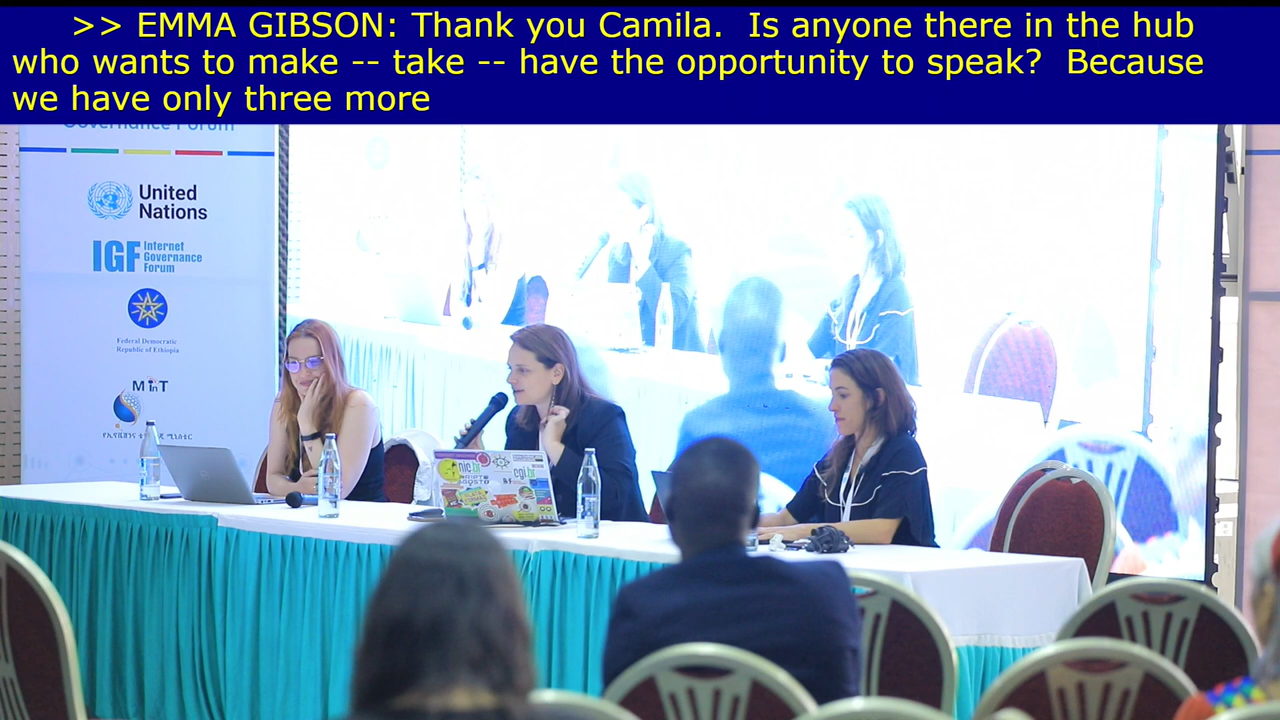 >> EMMA GIBSON: Thank you Camila.  Is anyone there in the hub
who wants to make -- take -- have the opportunity to speak?  Because
we have only three more
Governance Forum
United
Nations
IGF Internet
Governance
Forum
Federal Democratic
Republic of Ethiopia
MinT
nic.br
cgi.br